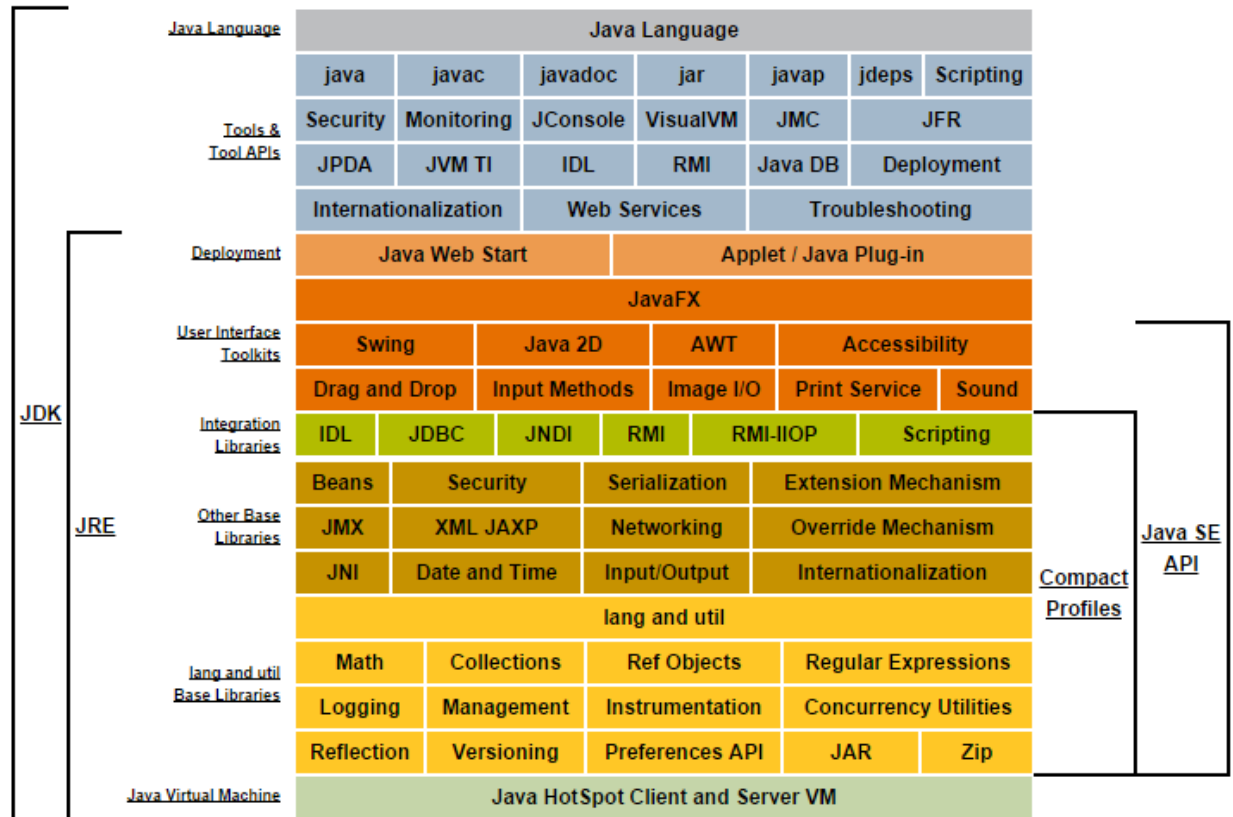 Java Language
Java Language
java javac javadoc jar javap jdeps Scripting
Tools &
Tool APIs
Security Monitoring JConsole VisualVM JMC JFR
JPDA JVM TI IDL RMI Java DB Deployment
Internationalization Web Services Troubleshooting
Deployment
Java Web Start Applet / Java Plug-in
JavaFX
User Interface
Toolkits
Swing Java 2D AWT Accessibility
Drag and Drop Input Methods Image I/O Print Service Sound
JDK
Integration
Libraries
IDL JDBC JNDI RMI RMI-IIOP Scripting
Beans Security Serialization Extension Mechanism
JRE
Other Base
Libraries
JMX XML JAXP Networking Override Mechanism
Java SE
API
JNI Date and Time Input/Output Internationalization
Compact
Profiles
lang and util
lang and util
Base Libraries
Math Collections Ref Objects Regular Expressions
Logging Management Instrumentation Concurrency Utilities
Reflection Versioning Preferences API JAR Zip
Java Virtual Machine
Java HotSpot Client and Server VM